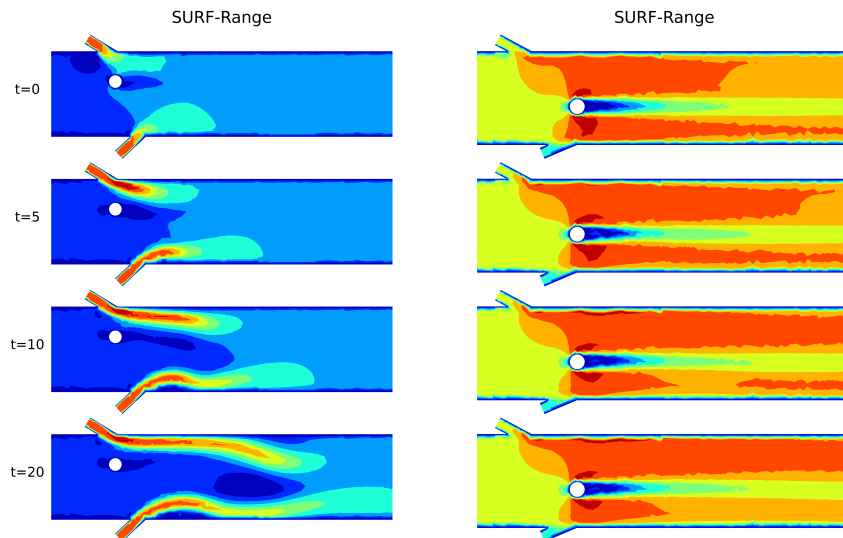 SURF-Range
SURF-Range
t=0
t=5
t=10
t=20